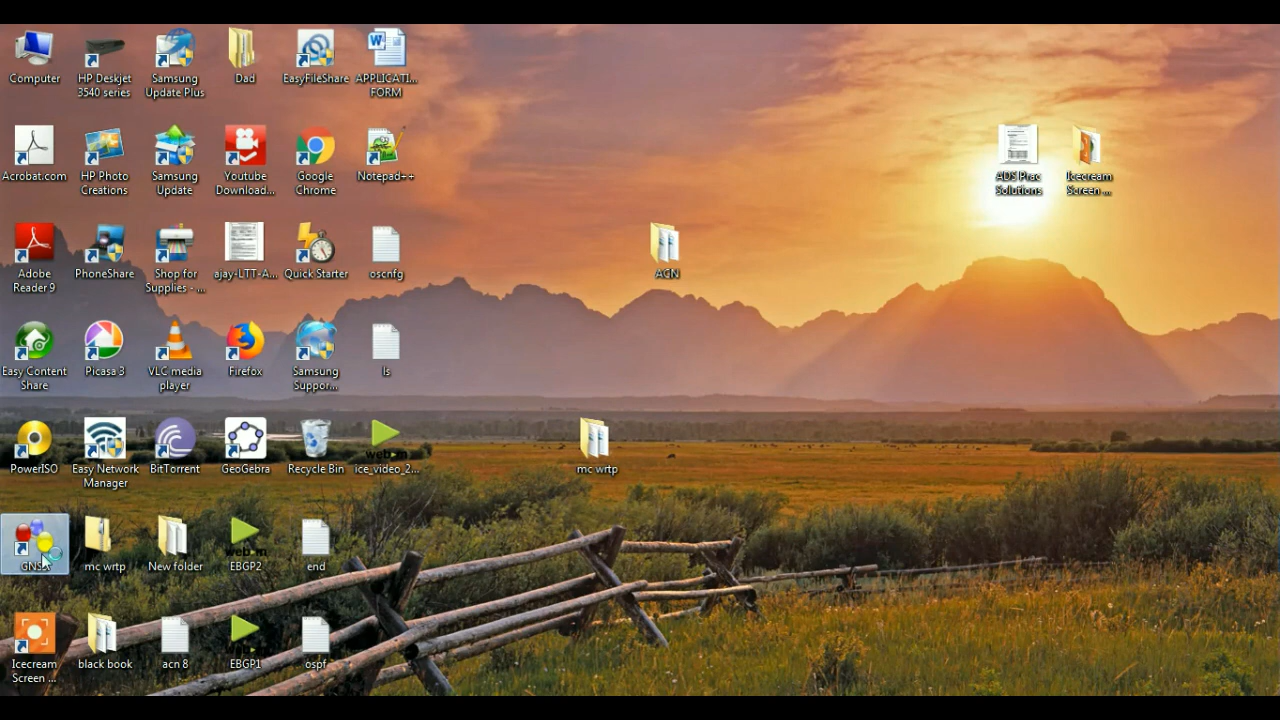 Computer
HP Deskjet
3540 series
Samsung
Update Plus
Dad
EasyFileShare
APPLICATI...
FORM
Acrobat.com
HP Photo
Creations
Samsung
Update
Youtube
Download...
Google
Chrome
Notepad++
ADS Prac
Solutions
Icecream
Screen ...
Adobe
Reader 9
PhoneShare
Shop for
Supplies - ...
ajay-LTT-A...
Quick Starter
oscnfg
ACN
Easy Content
Share
Picasa 3
VLC media
player
Firefox
Samsung
Suppor...
ls
PowerISO
Easy Network
Manager
BitTorrent
GeoGebra
Recycle Bin
ice_video_2...
mc wrtp
GNS3
mc wrtp
New folder
EBGP2
end
Icecream
Screen ...
black book
acn 8
EBGP1
ospf